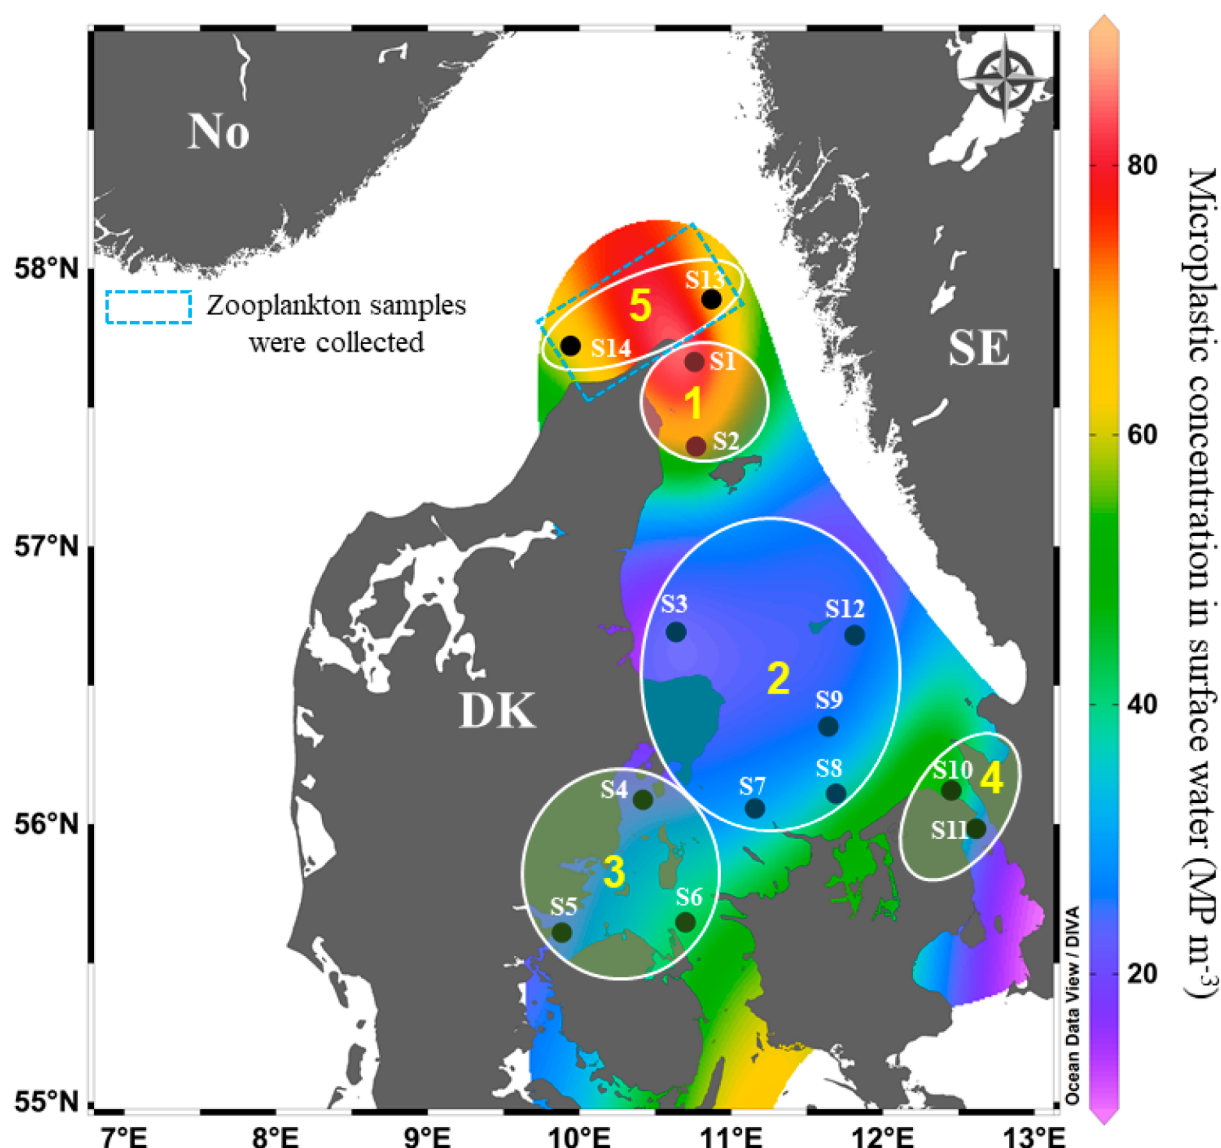 No
58°N
Zooplankton samples
were collected
S13
5
S14
S1
1
S2
SE
80
60
57°N
S3
S12
2
DK
S9
40
S7
S8
S10
4
S4
56°N
S11
3
S5
S6
20
55°N
7°E 8°E 9°E 10°E 11°E 12°E 13°E
Ocean Data View / DIVA
Microplastic concentration in surface water (MP m⁻³)